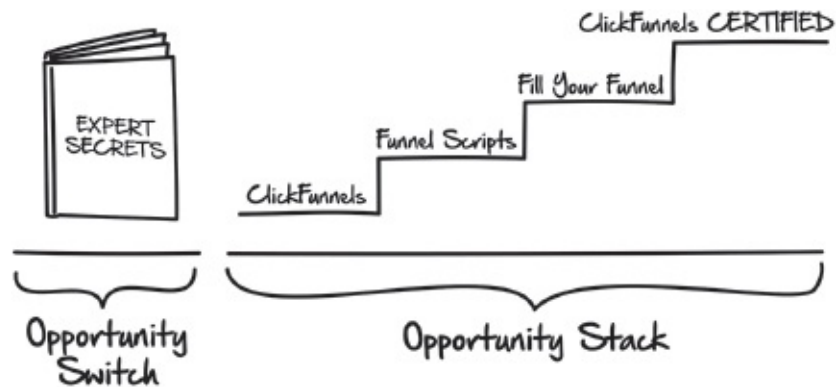 ClickFunnels CERTIFIED
Fill Your Funnel
EXPERT
SECRETS
Funnel Scripts
ClickFunnels
Opportunity
Switch
Opportunity Stack